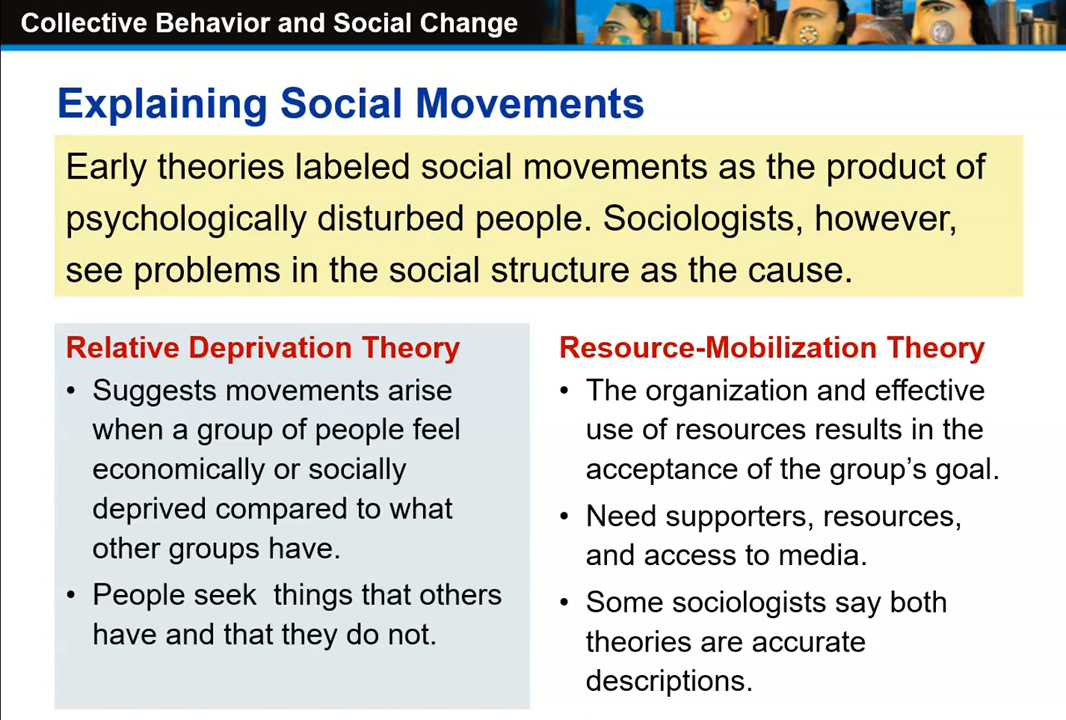 Collective Behavior and Social Change
Explaining Social Movements
Early theories labeled social movements as the product of
psychologically disturbed people. Sociologists, however,
see problems in the social structure as the cause.
Relative Deprivation Theory
• Suggests movements arise
when a group of people feel
economically or socially
deprived compared to what
other groups have.
• People seek  things that others
have and that they do not.
Resource-Mobilization Theory
• The organization and effective
use of resources results in the
acceptance of the group’s goal.
• Need supporters, resources,
and access to media.
• Some sociologists say both
theories are accurate
descriptions.